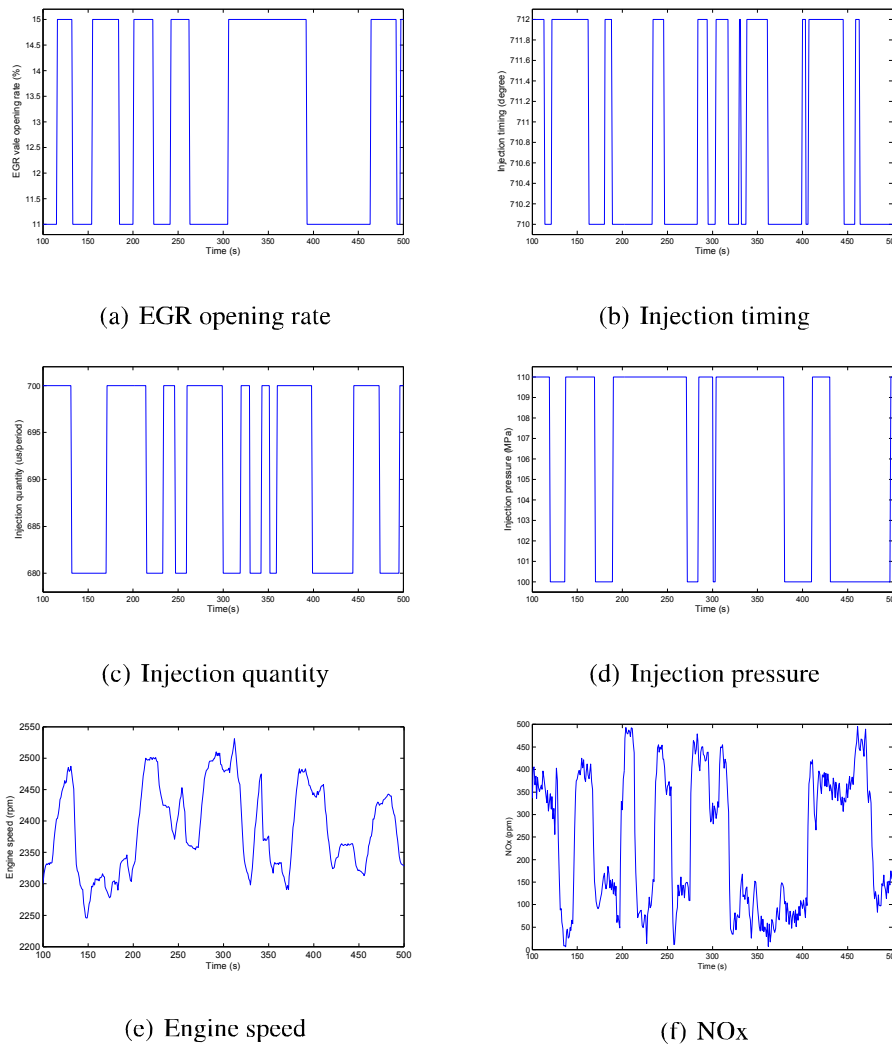 15
14.5
14
13.5
13
12.5
12
11.5
11
EGR vale opening rate (%)
100 150 200 250 300 350 400 450 500
Time (s)
(a) EGR opening rate
712
711.8
711.6
711.4
711.2
711
710.8
710.6
710.4
710.2
710
Injection timing (degree)
100 150 200 250 300 350 400 450 500
Time (s)
(b) Injection timing
700
695
690
685
680
Injection quantity (us/period)
100 150 200 250 300 350 400 450 500
Time(s)
(c) Injection quantity
110
109
108
107
106
105
104
103
102
101
100
Injection pressure (MPa)
100 150 200 250 300 350 400 450 500
Time (s)
(d) Injection pressure
2550
2500
2450
2400
2350
2300
2250
2200
Engine speed (rpm)
100 150 200 250 300 350 400 450 500
Time (s)
(e) Engine speed
500
450
400
350
300
250
200
150
100
50
0
NOx (ppm)
100 150 200 250 300 350 400 450 500
Time (s)
(f) NOx